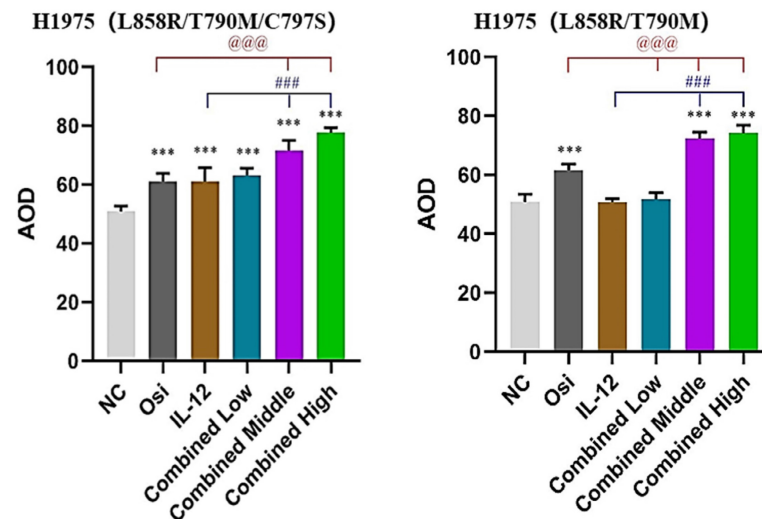 H1975 (L858R/T790M/C797S)
@@@
###
***
***
***
***
***
100
80
60
40
20
0
AOD
NC
Osi
IL-12
Combined Low
Combined Middle
Combined High
H1975 (L858R/T790M)
@@@
###
***
***
***
100
80
60
40
20
0
AOD
NC
Osi
IL-12
Combined Low
Combined Middle
Combined High